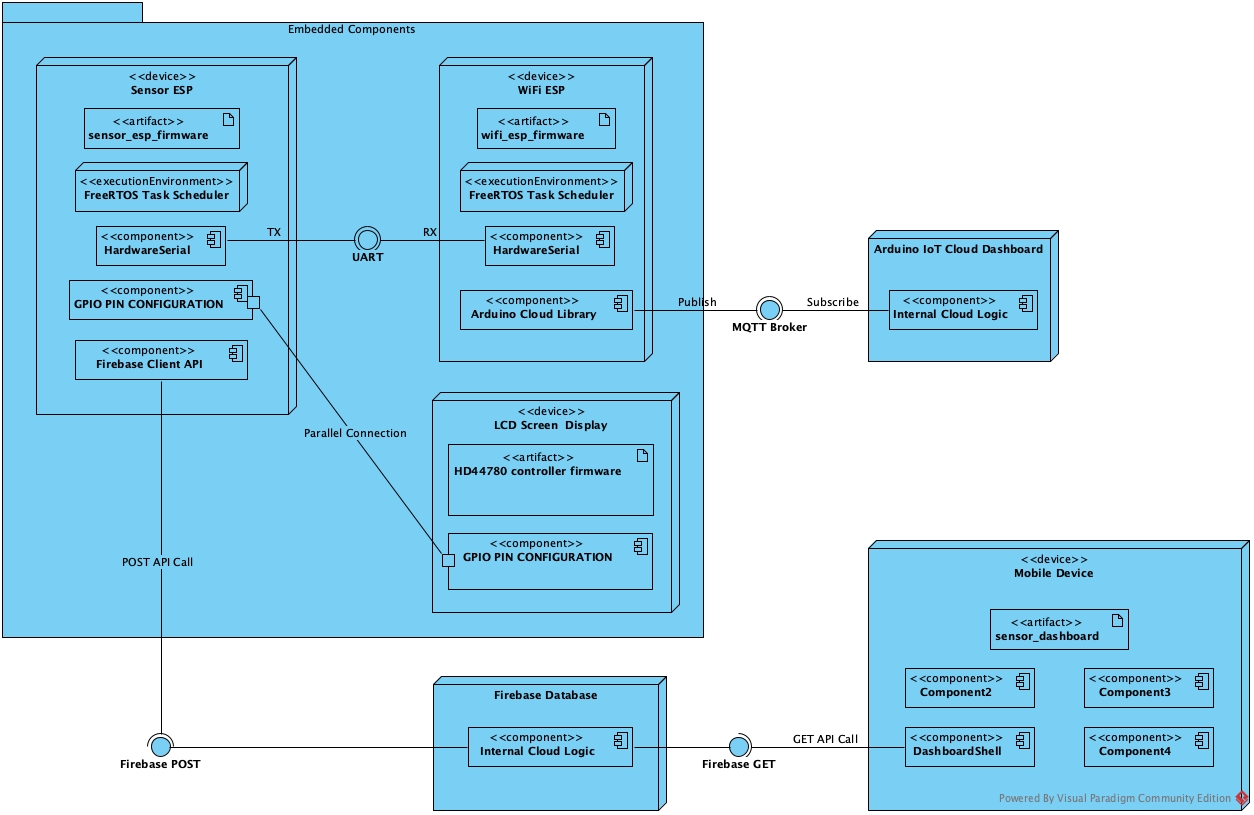 Embedded Components
<<device>>
Sensor ESP
<<artifact>>
sensor_esp_firmware
<<executionEnvironment>>
FreeRTOS Task Scheduler
<<component>>
HardwareSerial
<<component>>
GPIO PIN CONFIGURATION
<<component>>
Firebase Client API
TX
UART
RX
<<device>>
WiFi ESP
<<artifact>>
wifi_esp_firmware
<<executionEnvironment>>
FreeRTOS Task Scheduler
<<component>>
HardwareSerial
<<component>>
Arduino Cloud Library
Publish
MQTT Broker
Subscribe
Arduino IoT Cloud Dashboard
<<component>>
Internal Cloud Logic
Parallel Connection
<<device>>
LCD Screen  Display
<<artifact>>
HD44780 controller firmware
<<component>>
GPIO PIN CONFIGURATION
POST API Call
Firebase POST
Firebase Database
<<component>>
Internal Cloud Logic
Firebase GET
GET API Call
<<device>>
Mobile Device
<<artifact>>
sensor_dashboard
<<component>>
Component2
<<component>>
Component3
<<component>>
DashboardShell
<<component>>
Component4
Powered By Visual Paradigm Community Edition